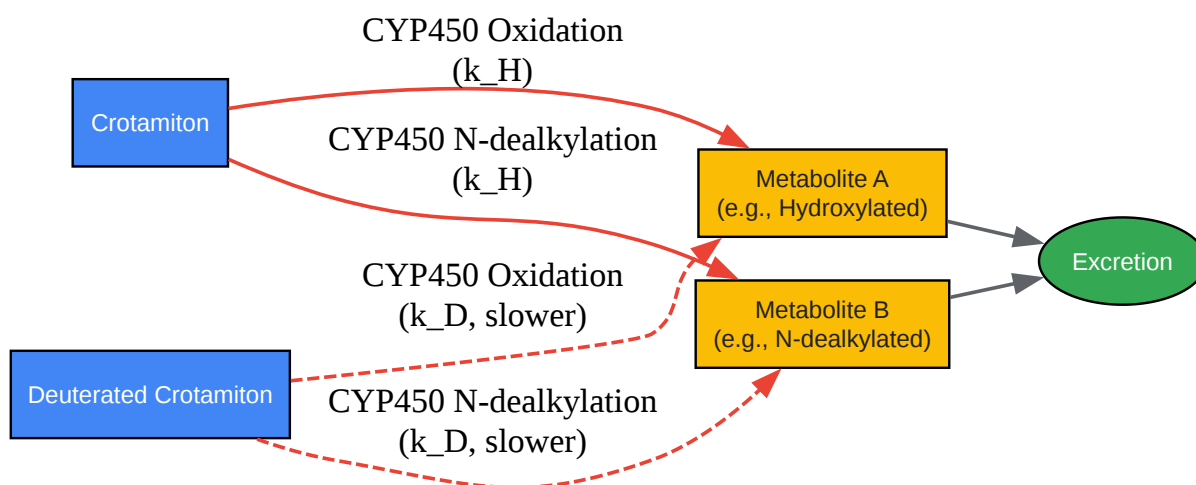 CYP450 Oxidation
(k_H)
Crotamiton
CYP450 N-dealkylation
(k_H)
Metabolite A
(e.g., Hydroxylated)
Excretion
CYP450 Oxidation
(k_D, slower)
Metabolite B
(e.g., N-dealkylated)
Deuterated Crotamiton
CYP450 N-dealkylation
(k_D, slower)